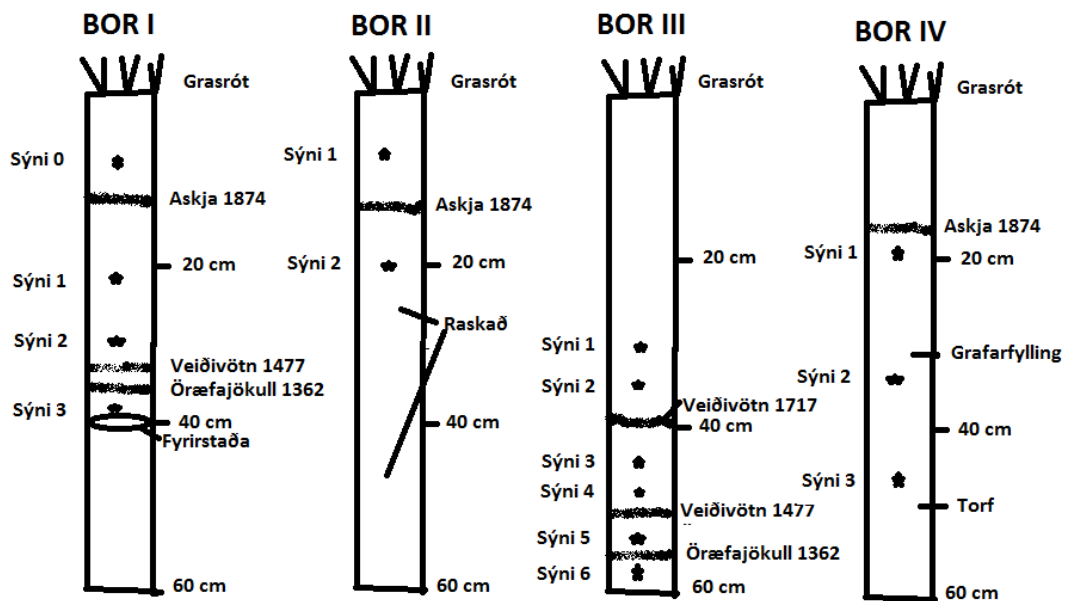 BOR I
Grasrót
Sýni 0
Askja 1874
20 cm
Sýni 1
Sýni 2
Veiðivötn 1477
Öræfajökull 1362
Sýni 3
40 cm
Fyrirstaða
60 cm
BOR II
Grasrót
Sýni 1
Askja 1874
Sýni 2
20 cm
Raskað
40 cm
60 cm
BOR III
Grasrót
20 cm
Sýni 1
Sýni 2
Veiðivötn 1717
40 cm
Sýni 3
Sýni 4
Veiðivötn 1477
Sýni 5
Öræfajökull 1362
Sýni 6
60 cm
BOR IV
Grasrót
Askja 1874
Sýni 1
20 cm
Grafarfylling
Sýni 2
40 cm
Sýni 3
Torf
60 cm